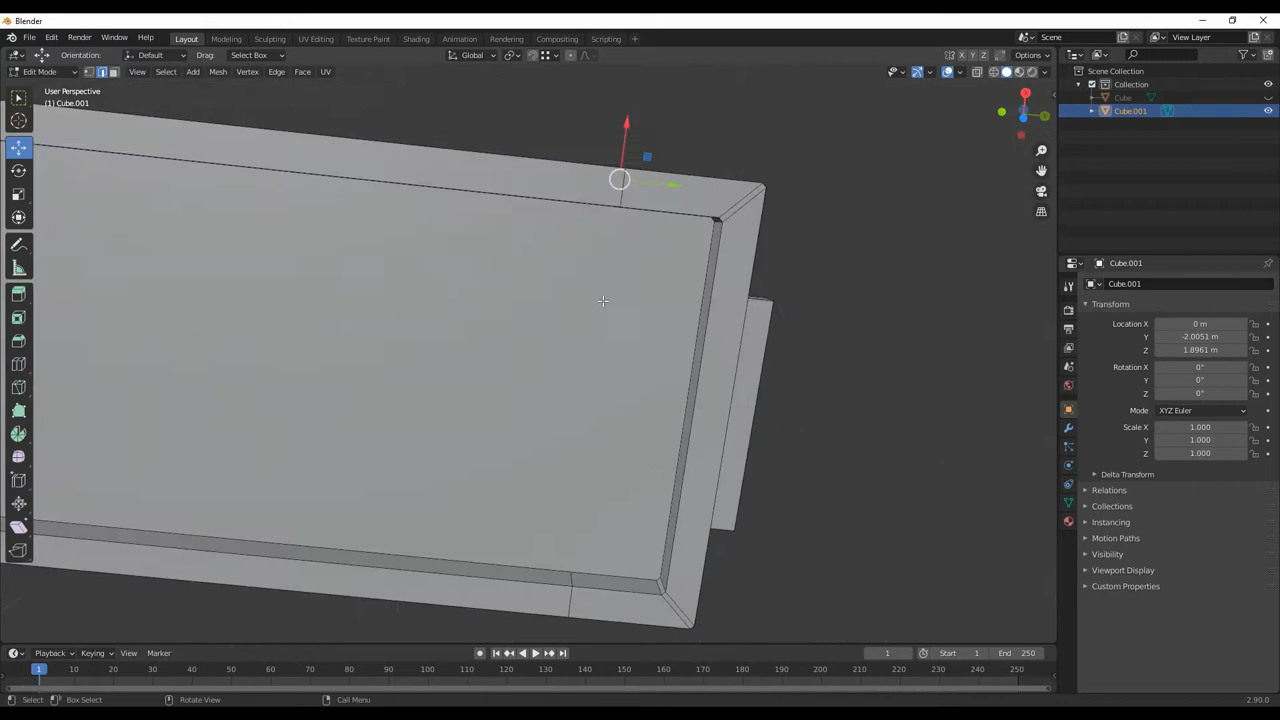 Blender
File Edit Render Window Help Layout Modeling Sculpting UV Editing Texture Paint Shading Animation Rendering Compositing Scripting + Scene View Layer
Orientation: Default Drag: Select Box Global X Y Z Options
Edit Mode View Select Add Mesh Vertex Edge Face UV
User Perspective
(1) Cube.001
Scene Collection
Collection
Cube
Cube.001
Cube.001
Cube.001
Transform
Location X 0 m
Y -2.0051 m
Z 1.8961 m
Rotation X 0°
Y 0°
Z 0°
Mode XYZ Euler
Scale X 1.000
Y 1.000
Z 1.000
Delta Transform
Relations
Collections
Instancing
Motion Paths
Visibility
Viewport Display
Custom Properties
Playback Keying View Marker 1 Start 1 End 250
1 10 20 30 40 50 60 70 80 90 100 110 120 130 140 150 160 170 180 190 200 210 220 230 240 250
Select Box Select Rotate View Call Menu 2.90.0